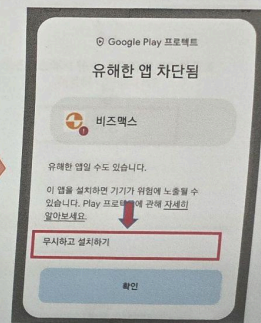 Google Play 프로텍트
유해한 앱 차단됨
비즈맥스
유해한 앱일 수도 있습니다.
이 앱을 설치하면 기기가 위험에 노출될 수
있습니다. Play 프로텍트에 관해 자세히
알아보세요.
무시하고 설치하기
확인